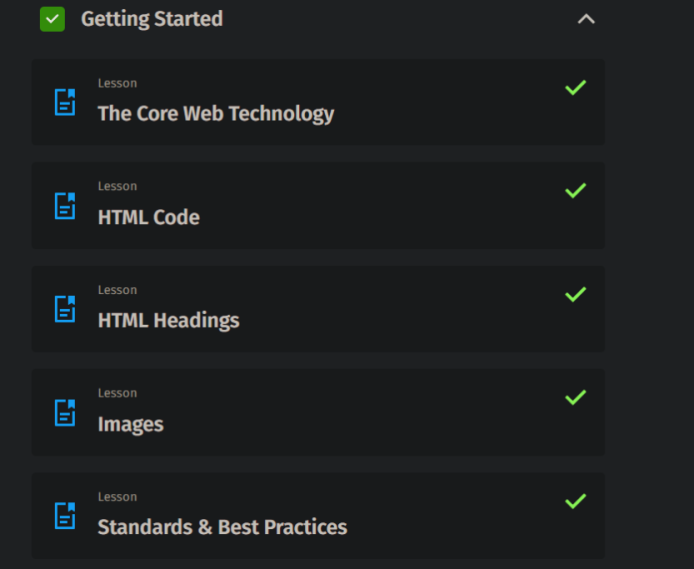 Getting Started
Lesson
The Core Web Technology
Lesson
HTML Code
Lesson
HTML Headings
Lesson
Images
Lesson
Standards & Best Practices